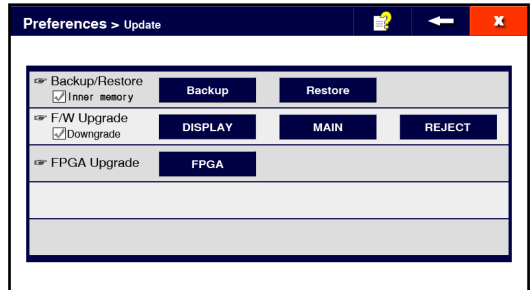 Preferences > Update
X
☞ Backup/Restore
Inner memory
Backup
Restore
☞ F/W Upgrade
Downgrade
DISPLAY
MAIN
REJECT
☞ FPGA Upgrade
FPGA